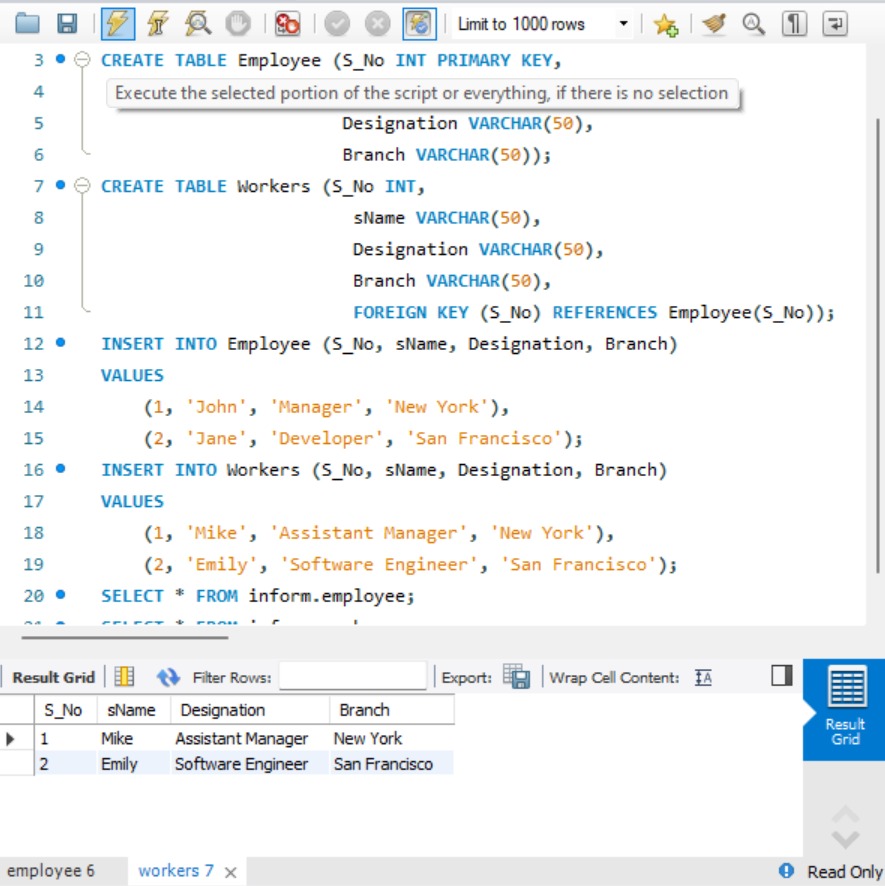 Limit to 1000 rows
3 CREATE TABLE Employee (S_No INT PRIMARY KEY,
4
Execute the selected portion of the script or everything, if there is no selection
5 Designation VARCHAR(50),
6 Branch VARCHAR(50));
7 CREATE TABLE Workers (S_No INT,
8 sName VARCHAR(50),
9 Designation VARCHAR(50),
10 Branch VARCHAR(50),
11 FOREIGN KEY (S_No) REFERENCES Employee(S_No));
12 INSERT INTO Employee (S_No, sName, Designation, Branch)
13 VALUES
14 (1, 'John', 'Manager', 'New York'),
15 (2, 'Jane', 'Developer', 'San Francisco');
16 INSERT INTO Workers (S_No, sName, Designation, Branch)
17 VALUES
18 (1, 'Mike', 'Assistant Manager', 'New York'),
19 (2, 'Emily', 'Software Engineer', 'San Francisco');
20 SELECT * FROM inform.employee;
Result Grid Filter Rows: Export: Wrap Cell Content:
S_No sName Designation Branch
1 Mike Assistant Manager New York
2 Emily Software Engineer San Francisco
Result
Grid
employee 6 workers 7 Read Only